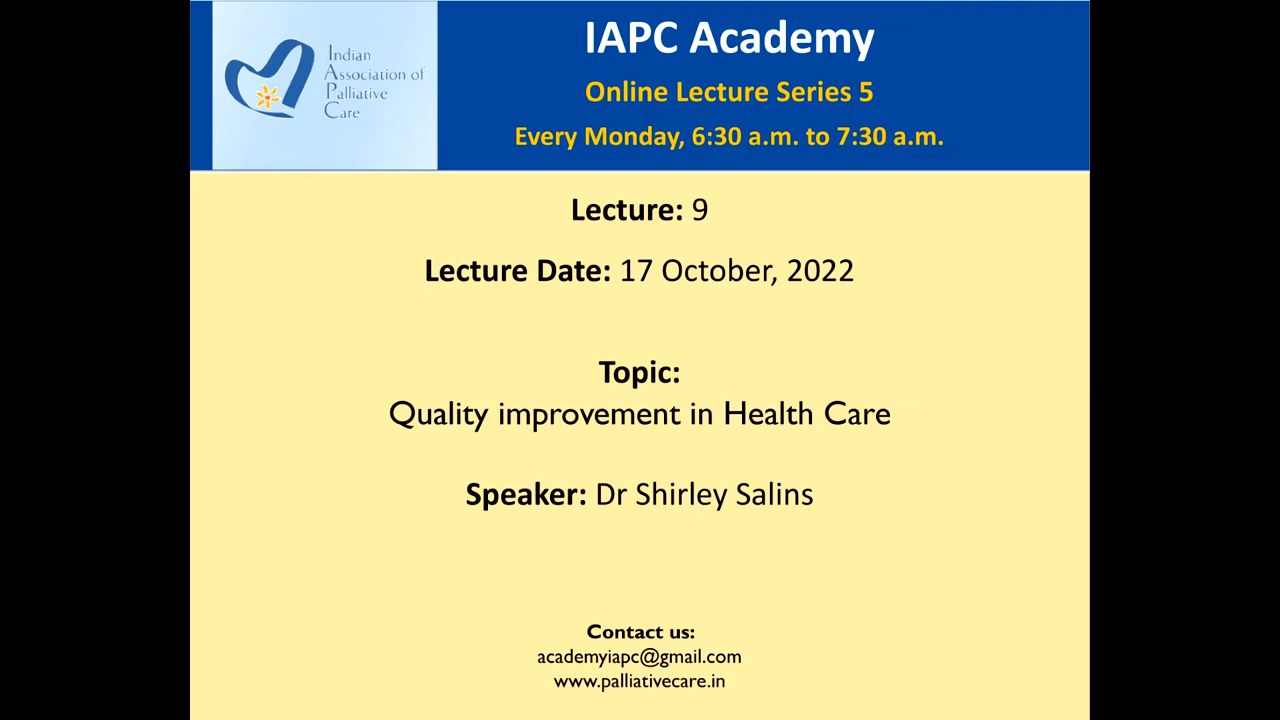 Indian
Association of
Palliative
Care
IAPC Academy
Online Lecture Series 5
Every Monday, 6:30 a.m. to 7:30 a.m.
Lecture: 9
Lecture Date: 17 October, 2022
Topic:
Quality improvement in Health Care
Speaker: Dr Shirley Salins
Contact us:
academyiapc@gmail.com
www.palliativecare.in